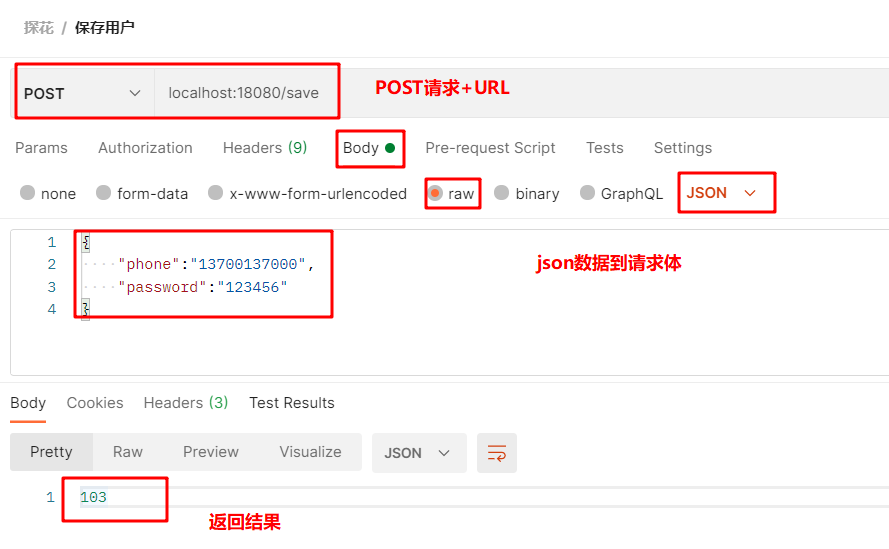 探花 / 保存用户
POST localhost:18080/save POST请求+URL
Params Authorization Headers (9) Body Pre-request Script Tests Settings
none form-data x-www-form-urlencoded raw binary GraphQL JSON
1 {
2 ····"phone":"13700137000", json数据到请求体
3 ····"password":"123456"
4 }
Body Cookies Headers (3) Test Results
Pretty Raw Preview Visualize JSON
1 103
返回结果